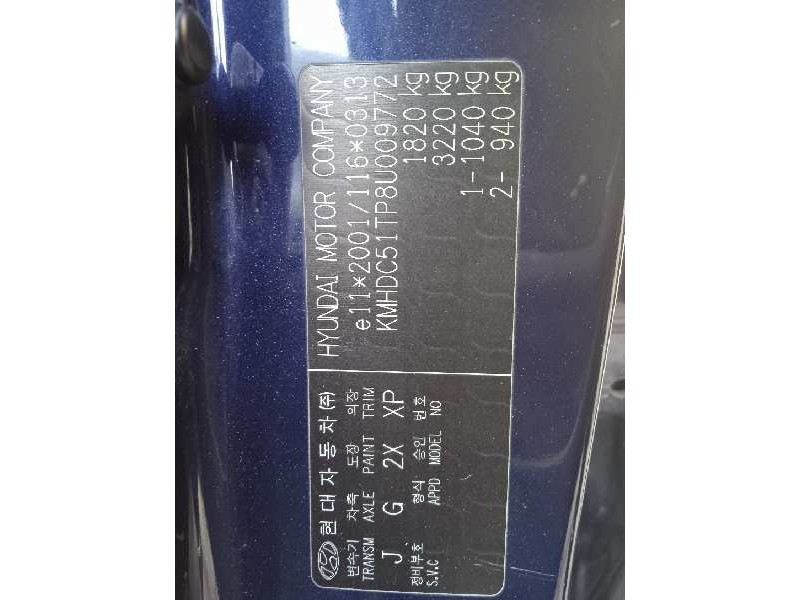 현대자동차(주) HYUNDAI MOTOR COMPANY
e11*2001/116*0313
KMHDC51TP8U009772
1820 kg
3220 kg
1- 1040 kg
2- 940 kg
변속기 차축 도장 의장
TRANSM AXLE PAINT TRIM
J G 2X XP
정비부호 형식 승인 번호
S.V.C APPD MODEL NO